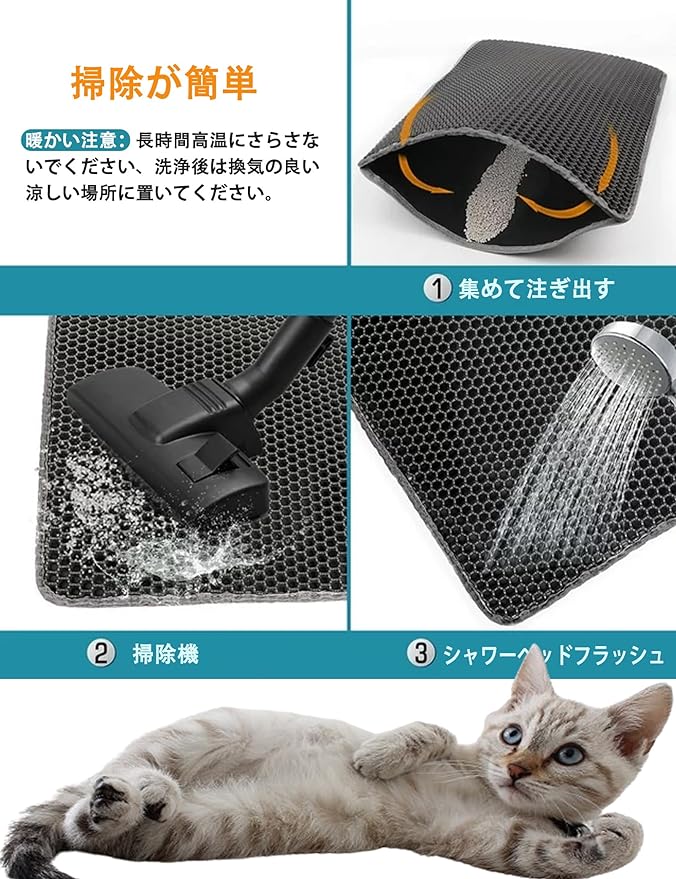 掃除が簡単
暖かい注意: 長時間高温にさらさな
いでください、洗浄後は換気の良い
涼しい場所に置いてください。
1 集めて注ぎ出す
2 掃除機
3 シャワーヘッドフラッシュ